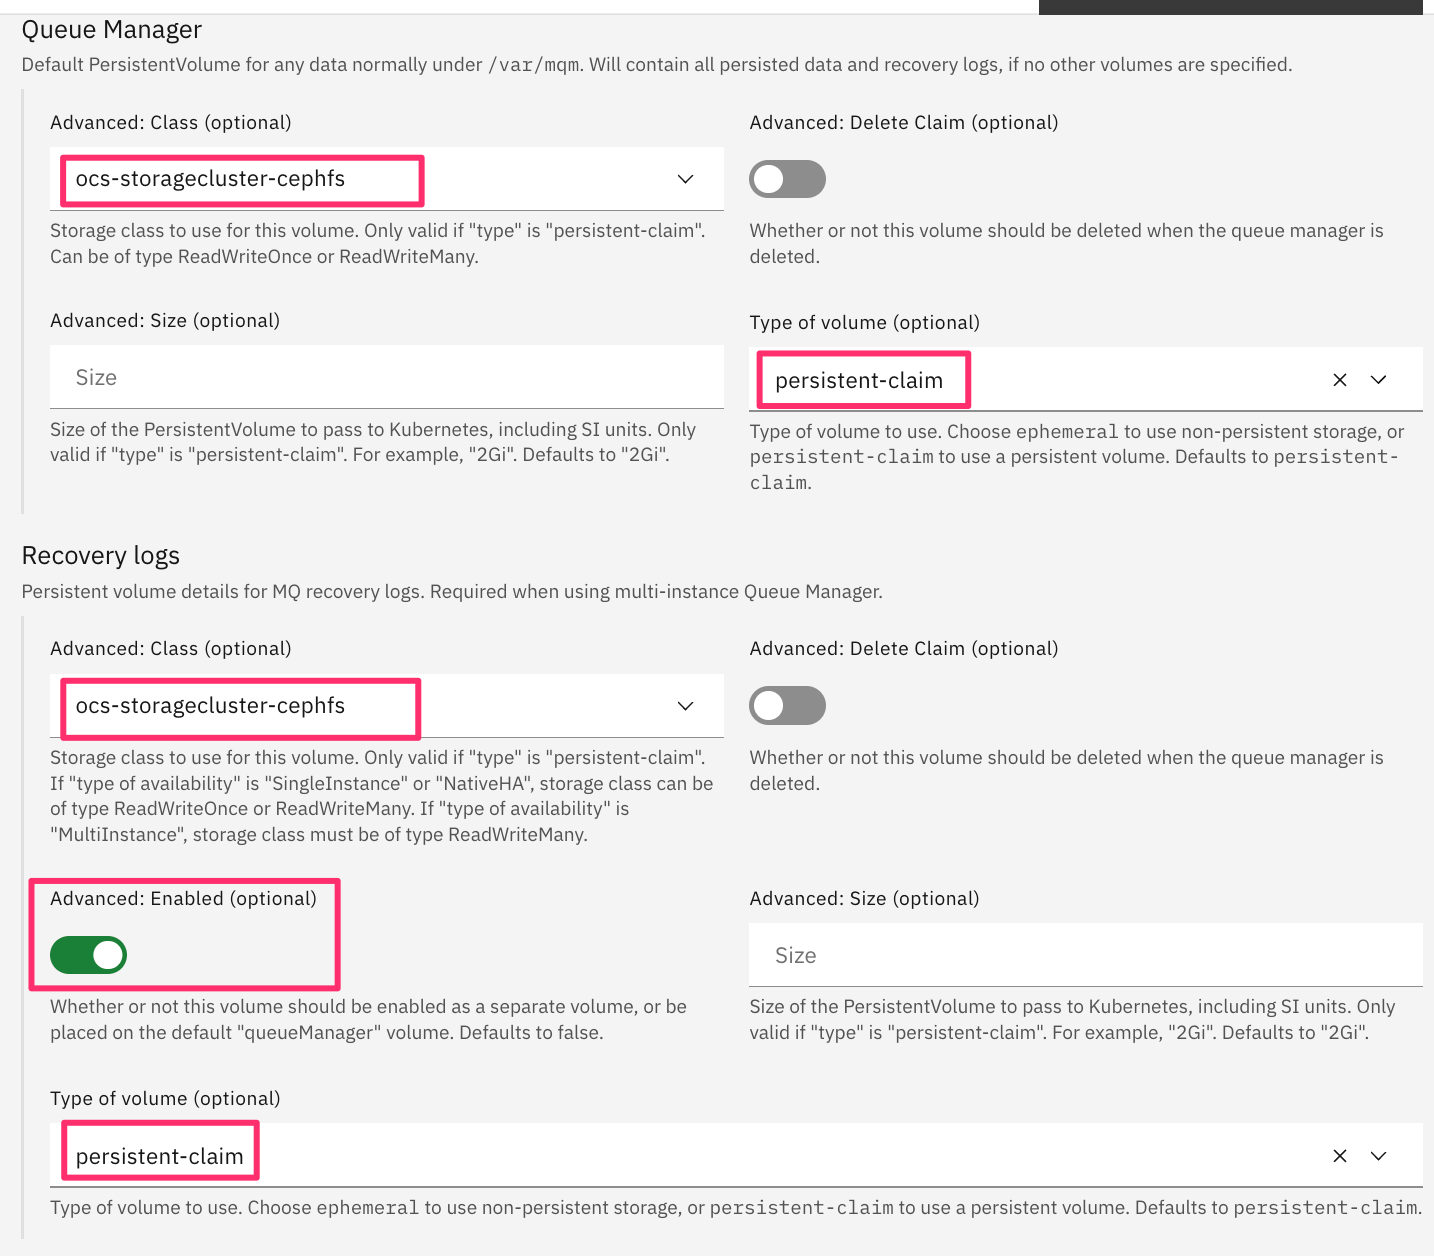 Queue Manager
Default PersistentVolume for any data normally under /var/mqm. Will contain all persisted data and recovery logs, if no other volumes are specified.
Advanced: Class (optional)
ocs-storagecluster-cephfs
Storage class to use for this volume. Only valid if "type" is "persistent-claim".
Can be of type ReadWriteOnce or ReadWriteMany.
Advanced: Delete Claim (optional)
Whether or not this volume should be deleted when the queue manager is
deleted.
Advanced: Size (optional)
Size
Size of the PersistentVolume to pass to Kubernetes, including SI units. Only
valid if "type" is "persistent-claim". For example, "2Gi". Defaults to "2Gi".
Type of volume (optional)
persistent-claim
Type of volume to use. Choose ephemeral to use non-persistent storage, or
persistent-claim to use a persistent volume. Defaults to persistent-
claim.
Recovery logs
Persistent volume details for MQ recovery logs. Required when using multi-instance Queue Manager.
Advanced: Class (optional)
ocs-storagecluster-cephfs
Storage class to use for this volume. Only valid if "type" is "persistent-claim".
If "type of availability" is "SingleInstance" or "NativeHA", storage class can be
of type ReadWriteOnce or ReadWriteMany. If "type of availability" is
"MultiInstance", storage class must be of type ReadWriteMany.
Advanced: Delete Claim (optional)
Whether or not this volume should be deleted when the queue manager is
deleted.
Advanced: Enabled (optional)
Whether or not this volume should be enabled as a separate volume, or be
placed on the default "queueManager" volume. Defaults to false.
Advanced: Size (optional)
Size
Size of the PersistentVolume to pass to Kubernetes, including SI units. Only
valid if "type" is "persistent-claim". For example, "2Gi". Defaults to "2Gi".
Type of volume (optional)
persistent-claim
Type of volume to use. Choose ephemeral to use non-persistent storage, or persistent-claim to use a persistent volume. Defaults to persistent-claim.